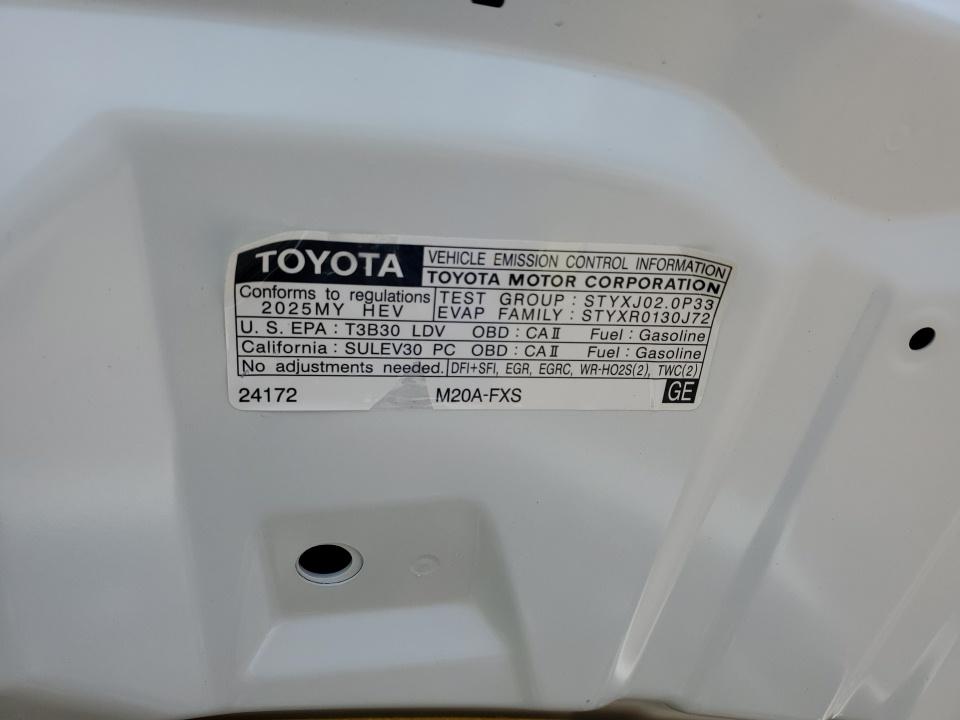 TOYOTA
VEHICLE EMISSION CONTROL INFORMATION
TOYOTA MOTOR CORPORATION
Conforms to regulations
2025MY HEV
TEST GROUP : STYXJ02.0P33
EVAP FAMILY : STYXR0130J72
U. S. EPA : T3B30 LDV OBD : CAⅡ Fuel : Gasoline
California : SULEV30 PC OBD : CAⅡ Fuel : Gasoline
No adjustments needed. DFI+SFI, EGR, EGRC, WR-HO2S(2), TWC(2)
24172 M20A-FXS GE